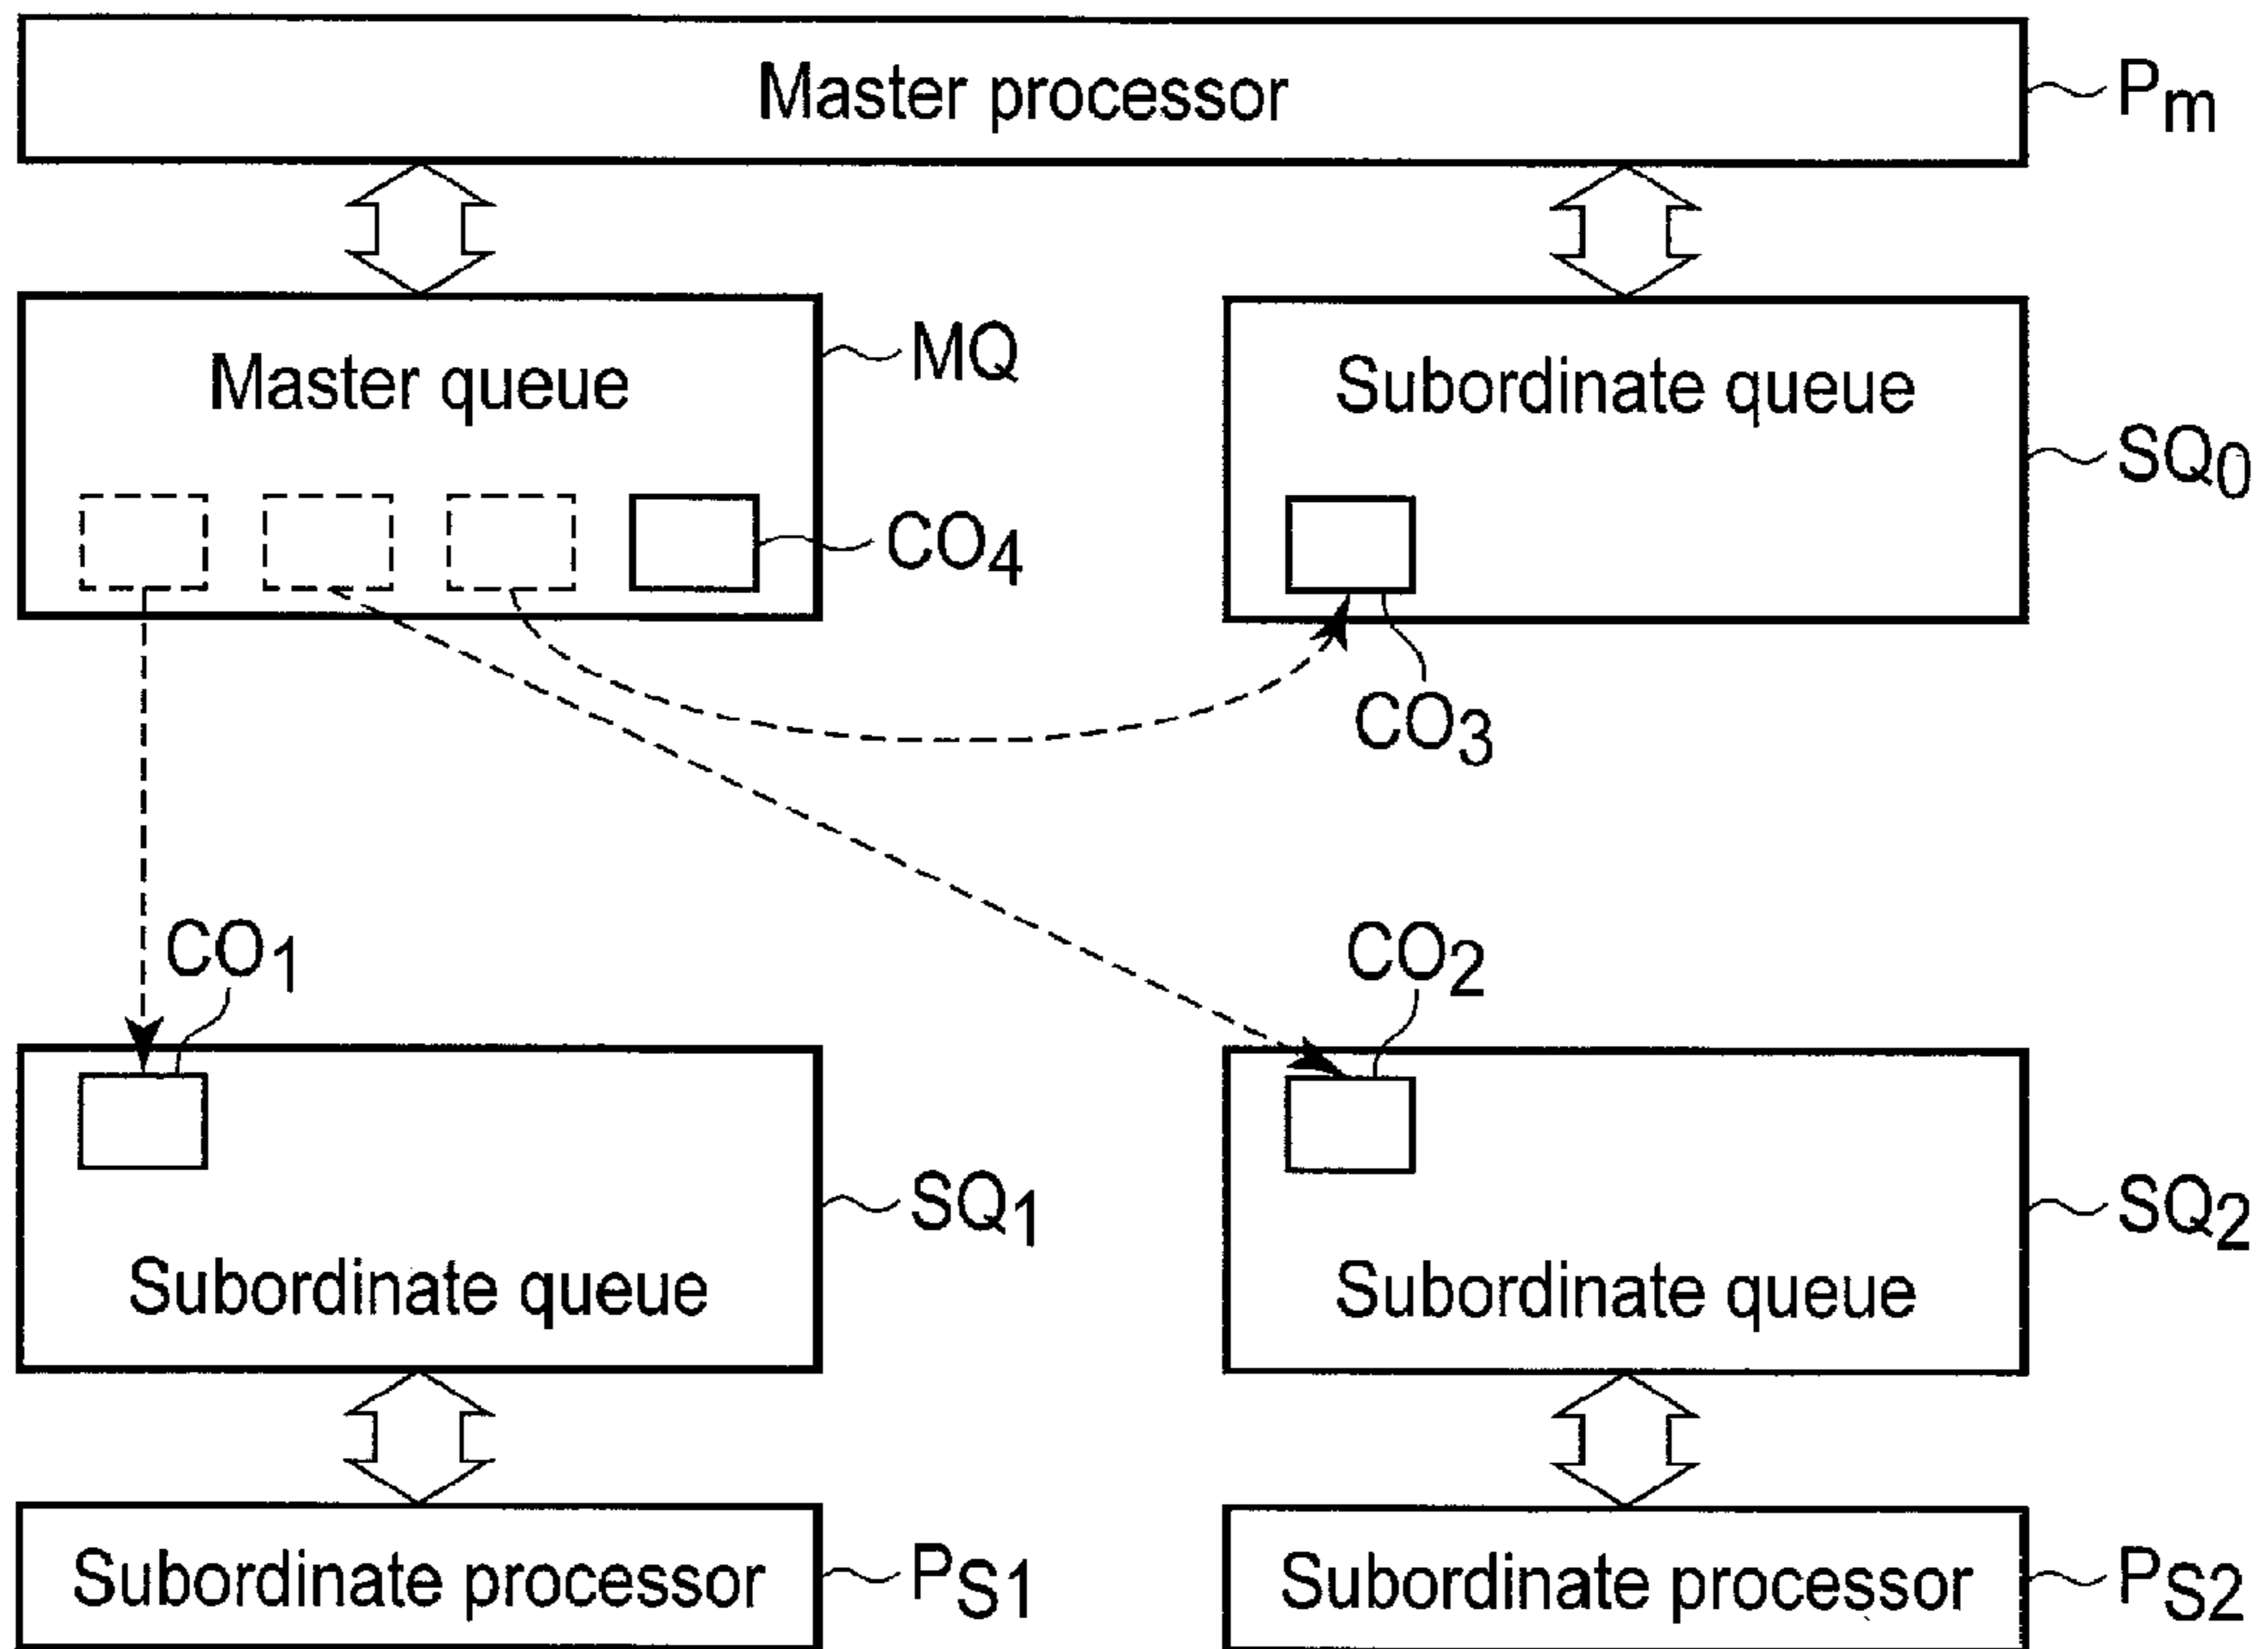 Master processor
Pm
Master queue
MQ
Subordinate queue
SQ0
CO4
CO3
CO1
CO2
SQ1
SQ2
Subordinate queue
Subordinate queue
Subordinate processor
PS1
Subordinate processor
PS2